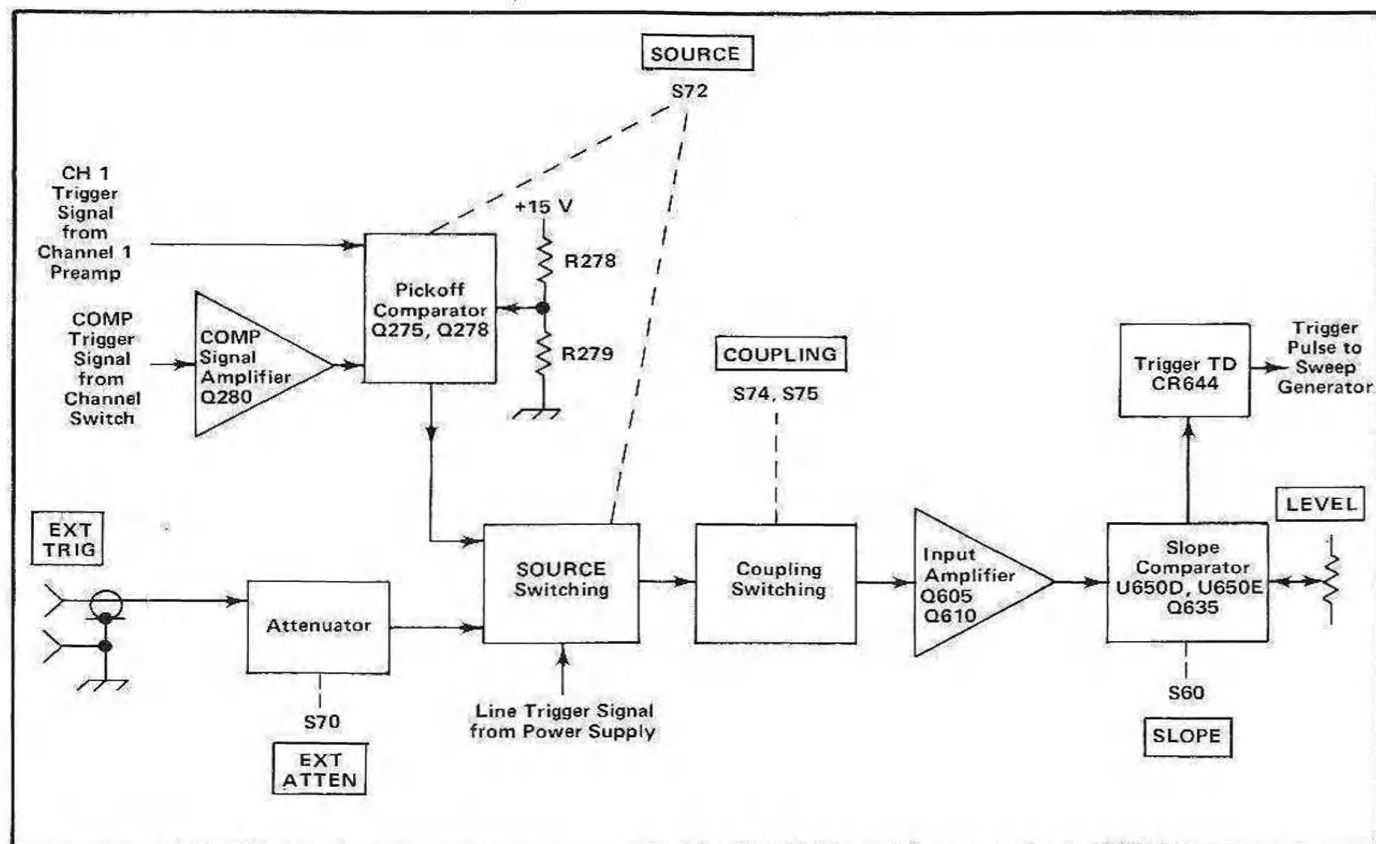 SOURCE
S72
CH 1
Trigger
Signal
from
Channel 1
Preamp
+15 V
R278
Pickoff
Comparator
Q275, Q278
R279
COMP
Trigger
Signal
from
Channel
Switch
COMP
Signal
Amplifier
Q280
COUPLING
S74, S75
Trigger TD
CR644
Trigger
Pulse to
Sweep
Generator
EXT
TRIG
Attenuator
S70
EXT
ATTEN
SOURCE
Switching
Line Trigger Signal
from Power Supply
Coupling
Switching
Input
Amplifier
Q605
Q610
Slope
Comparator
U650D, U650E
Q635
LEVEL
S60
SLOPE